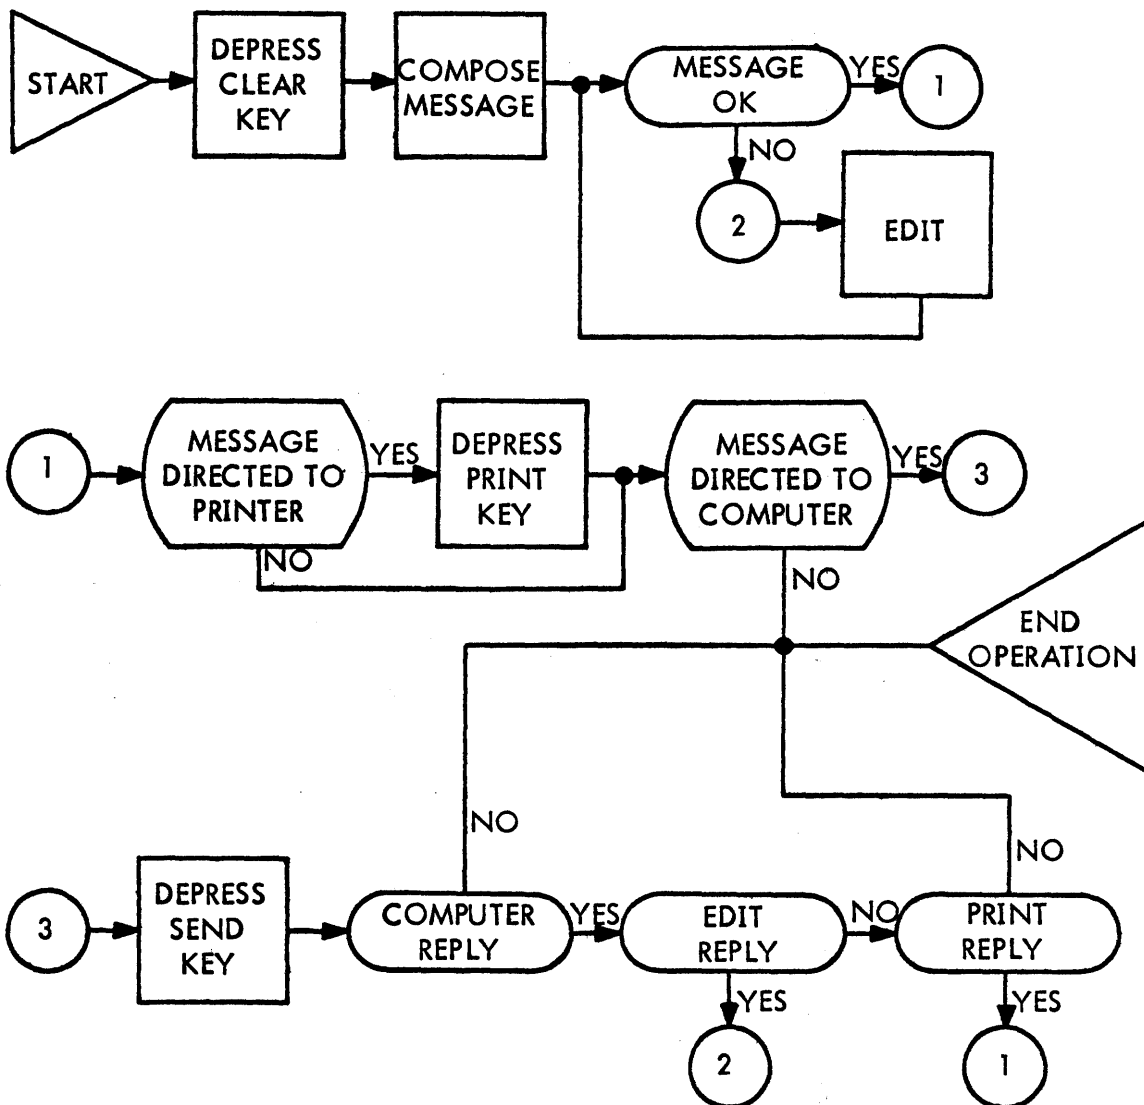 START
DEPRESS
CLEAR
KEY
COMPOSE
MESSAGE
MESSAGE
OK
YES
1
NO
2
EDIT
1
MESSAGE
DIRECTED TO
PRINTER
YES
NO
DEPRESS
PRINT
KEY
MESSAGE
DIRECTED TO
COMPUTER
YES
3
NO
END
OPERATION
NO
NO
3
DEPRESS
SEND
KEY
COMPUTER
REPLY
YES
EDIT
REPLY
NO
PRINT
REPLY
YES
YES
2
1